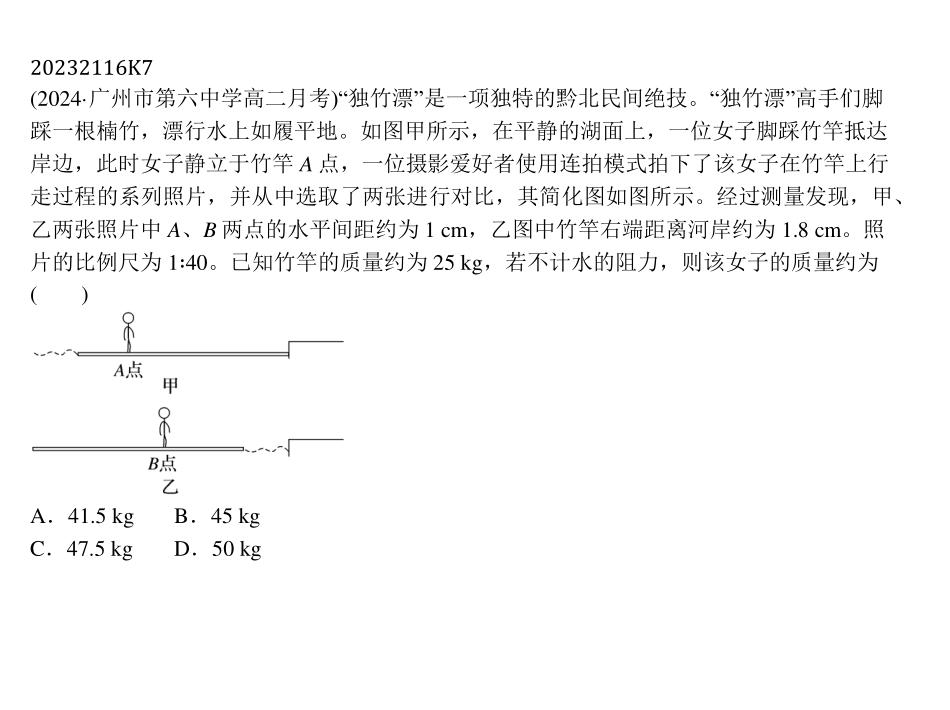 20232116K7
(2024·广州市第六中学高二月考)“独竹漂”是一项独特的黔北民间绝技。“独竹漂”高手们脚
踩一根楠竹，漂行水上如履平地。如图甲所示，在平静的湖面上，一位女子脚踩竹竿抵达
岸边，此时女子静立于竹竿 A 点，一位摄影爱好者使用连拍模式拍下了该女子在竹竿上行
走过程的系列照片，并从中选取了两张进行对比，其简化图如图所示。经过测量发现，甲、
乙两张照片中 A、B 两点的水平间距约为 1 cm，乙图中竹竿右端距离河岸约为 1.8 cm。照
片的比例尺为 1∶40。已知竹竿的质量约为 25 kg，若不计水的阻力，则该女子的质量约为
(　　)
A点
甲
B点
乙
A．41.5 kg　　B．45 kg
C．47.5 kg　　D．50 kg